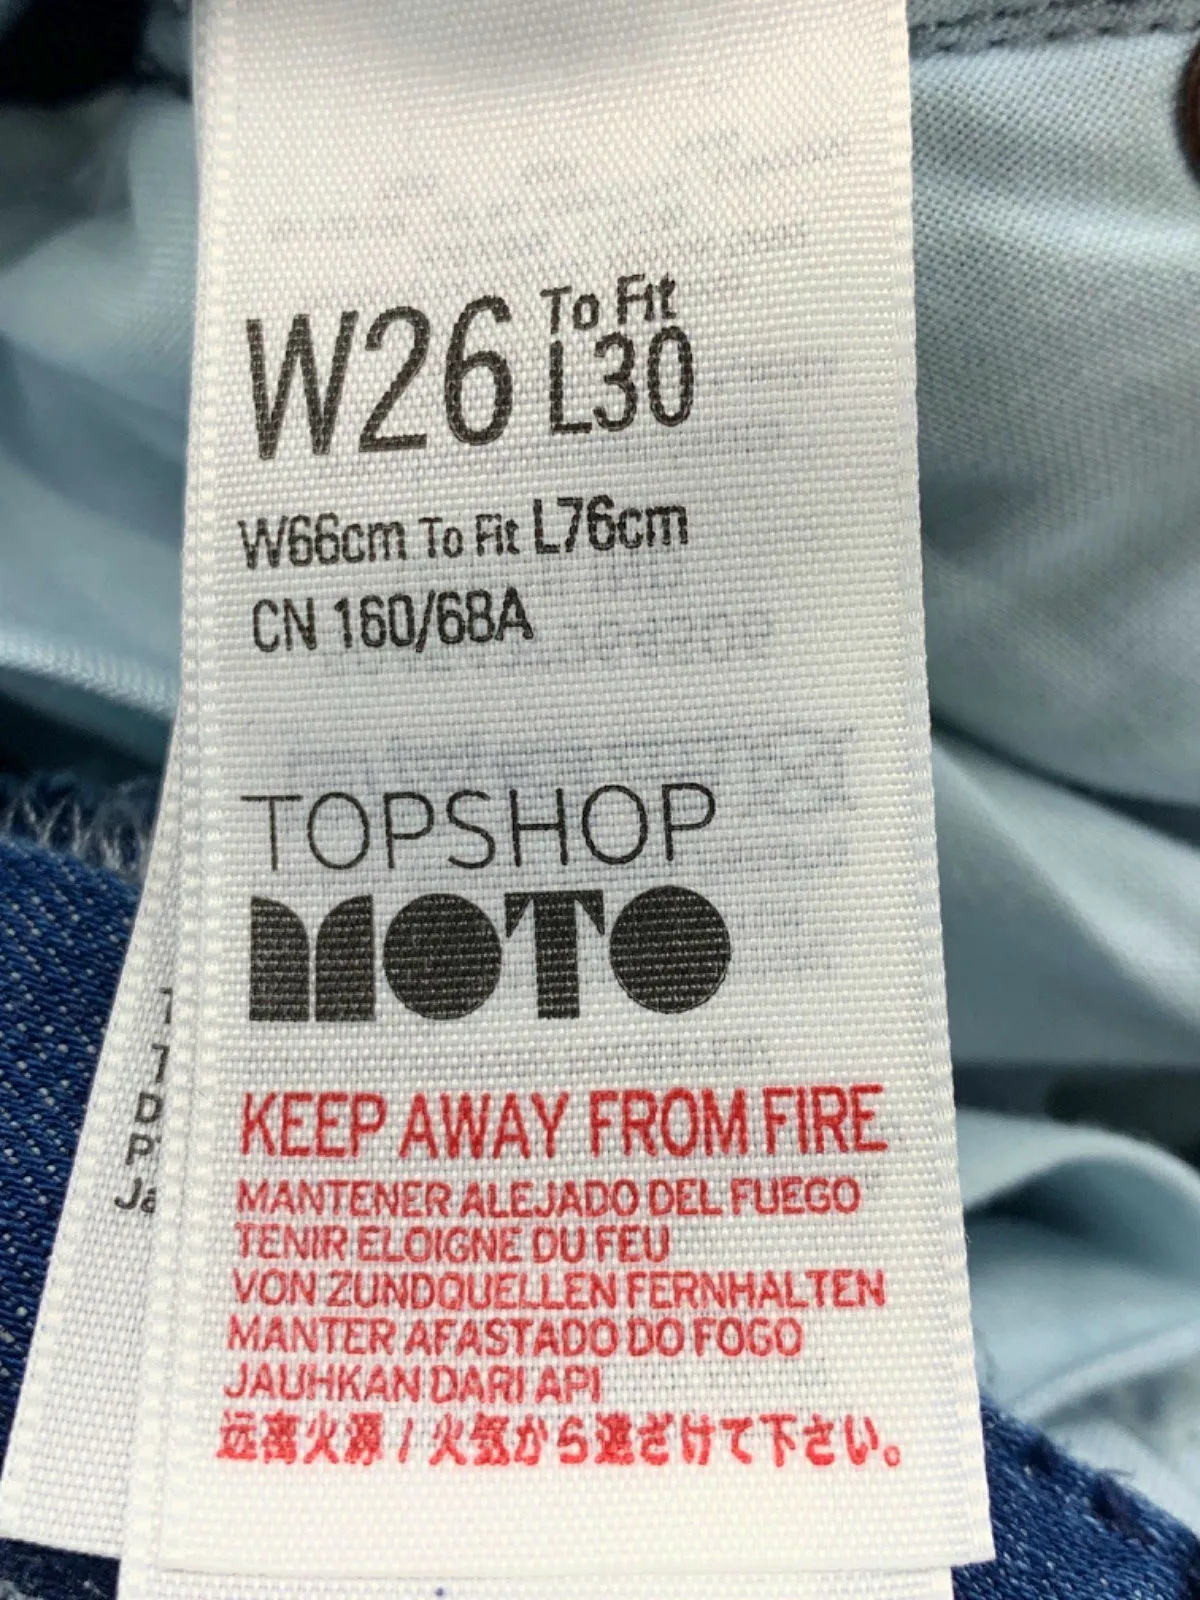 W26 To Fit
L30
W66cm To Fit L76cm
CN 160/68A
TOPSHOP
MOTO
KEEP AWAY FROM FIRE
MANTENER ALEJADO DEL FUEGO
TENIR ELOIGNE DU FEU
VON ZUNDQUELLEN FERNHALTEN
MANTER AFASTADO DO FOGO
JAUHKAN DARI API
远离火源 / 火気から遠ざけて下さい。